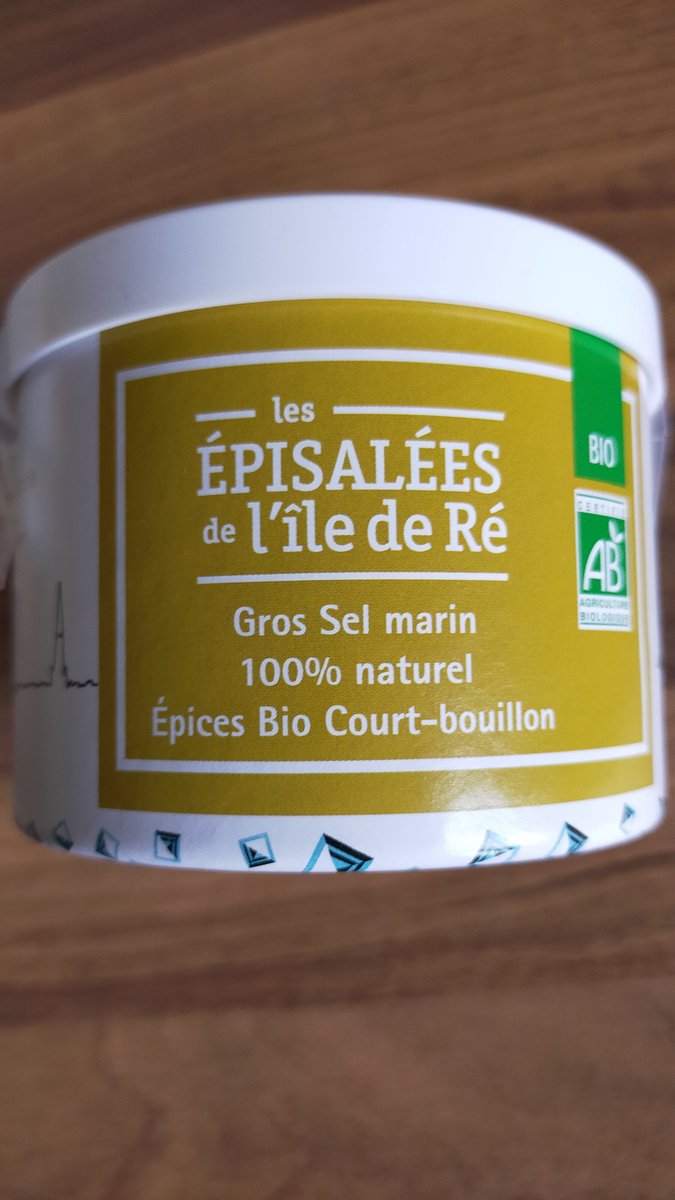 les
ÉPISALÉES
de l'île de Ré
Gros Sel marin
100% naturel
Épices Bio Court-bouillon
BIO
CERTIFIÉ
AB
AGRICULTURE
BIOLOGIQUE